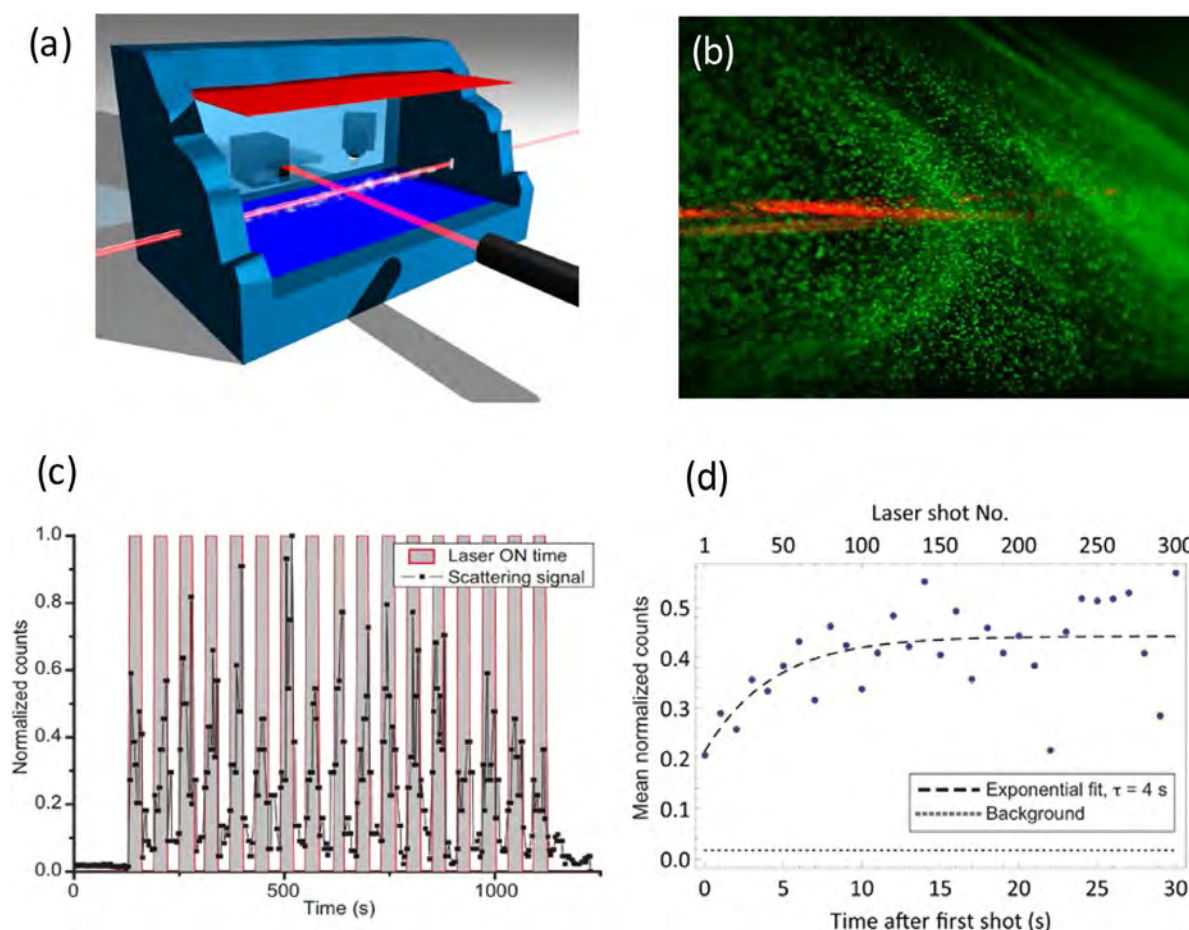 (a)
(b)
(c)
1.0
0.8
0.6
0.4
0.2
0.0
Normalized counts
Laser ON time
Scattering signal
0
500
1000
Time (s)
(d)
Laser shot No.
1 50 100 150 200 250 300
0.5
0.4
0.3
0.2
0.1
0.0
Mean normalized counts
Exponential fit, τ = 4 s
Background
0 5 10 15 20 25 30
Time after first shot (s)